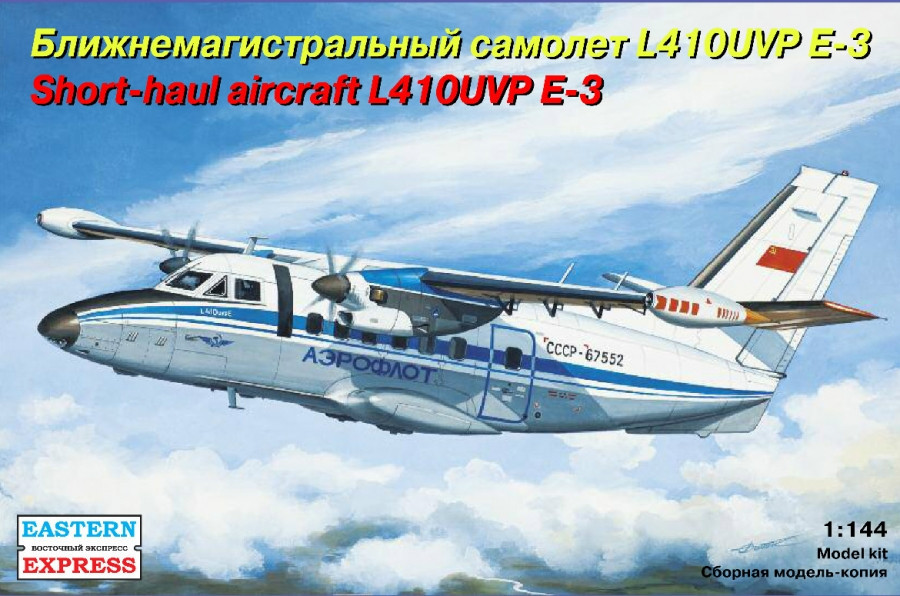 Ближнемагистральный самолет L410UVP E-3
Short-haul aircraft L410UVP E-3
СССР-67552
АЭРОФЛОТ
EASTERN
ВОСТОЧНЫЙ ЭКСПРЕСС
EXPRESS
1:144
Model kit
Сборная модель-копия